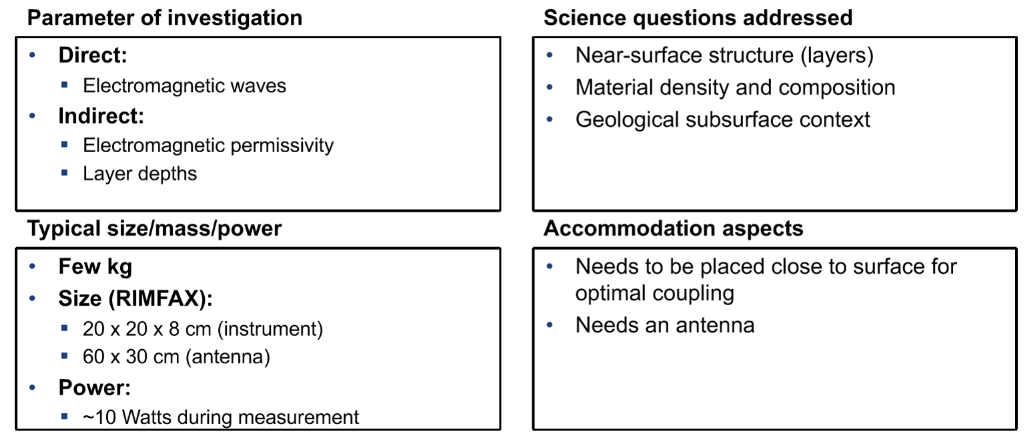 Parameter of investigation
• Direct:
▪ Electromagnetic waves
• Indirect:
▪ Electromagnetic permissivity
▪ Layer depths
Science questions addressed
• Near-surface structure (layers)
• Material density and composition
• Geological subsurface context
Typical size/mass/power
• Few kg
• Size (RIMFAX):
▪ 20 x 20 x 8 cm (instrument)
▪ 60 x 30 cm (antenna)
• Power:
▪ ~10 Watts during measurement
Accommodation aspects
• Needs to be placed close to surface for
optimal coupling
• Needs an antenna